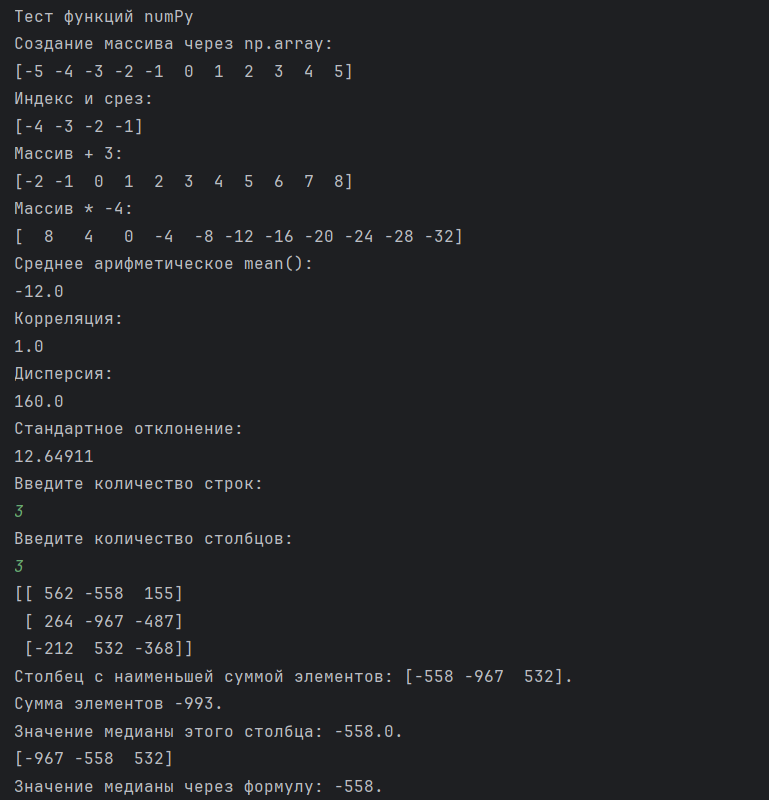 Тест функций numPy
Создание массива через np.array:
[-5 -4 -3 -2 -1  0  1  2  3  4  5]
Индекс и срез:
[-4 -3 -2 -1]
Массив + 3:
[-2 -1  0  1  2  3  4  5  6  7  8]
Массив * -4:
[  8   4   0  -4  -8 -12 -16 -20 -24 -28 -32]
Среднее арифметическое mean():
-12.0
Корреляция:
1.0
Дисперсия:
160.0
Стандартное отклонение:
12.64911
Введите количество строк:
3
Введите количество столбцов:
3
[[ 562 -558  155]
 [ 264 -967 -487]
 [-212  532 -368]]
Столбец с наименьшей суммой элементов: [-558 -967  532].
Сумма элементов -993.
Значение медианы этого столбца: -558.0.
[-967 -558  532]
Значение медианы через формулу: -558.